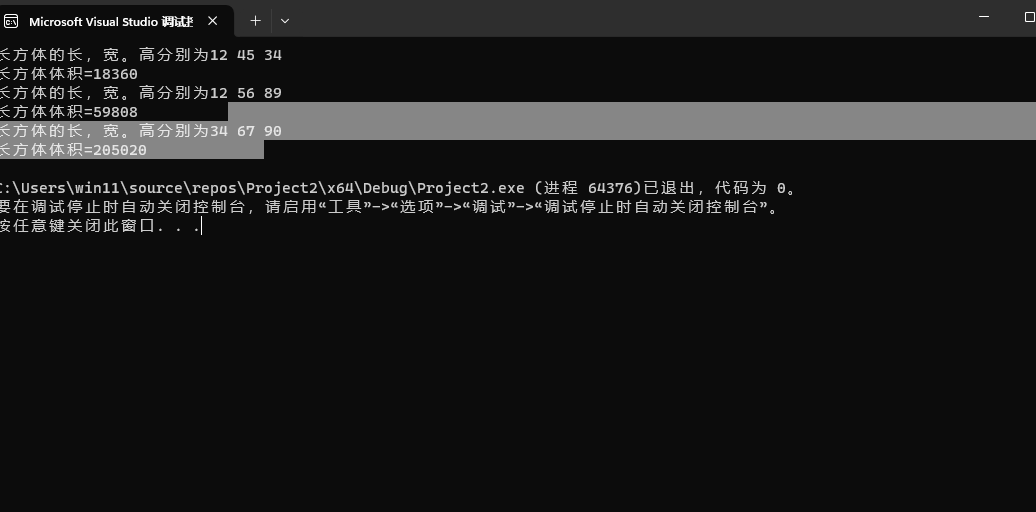 Microsoft Visual Studio 调试
长方体的长，宽。高分别为12 45 34
长方体体积=18360
长方体的长，宽。高分别为12 56 89
长方体体积=59808
长方体的长，宽。高分别为34 67 90
长方体体积=205020
C:\Users\win11\source\repos\Project2\x64\Debug\Project2.exe (进程 64376)已退出，代码为 0。
要在调试停止时自动关闭控制台，请启用“工具”->“选项”->“调试”->“调试停止时自动关闭控制台”。
按任意键关闭此窗口. . .